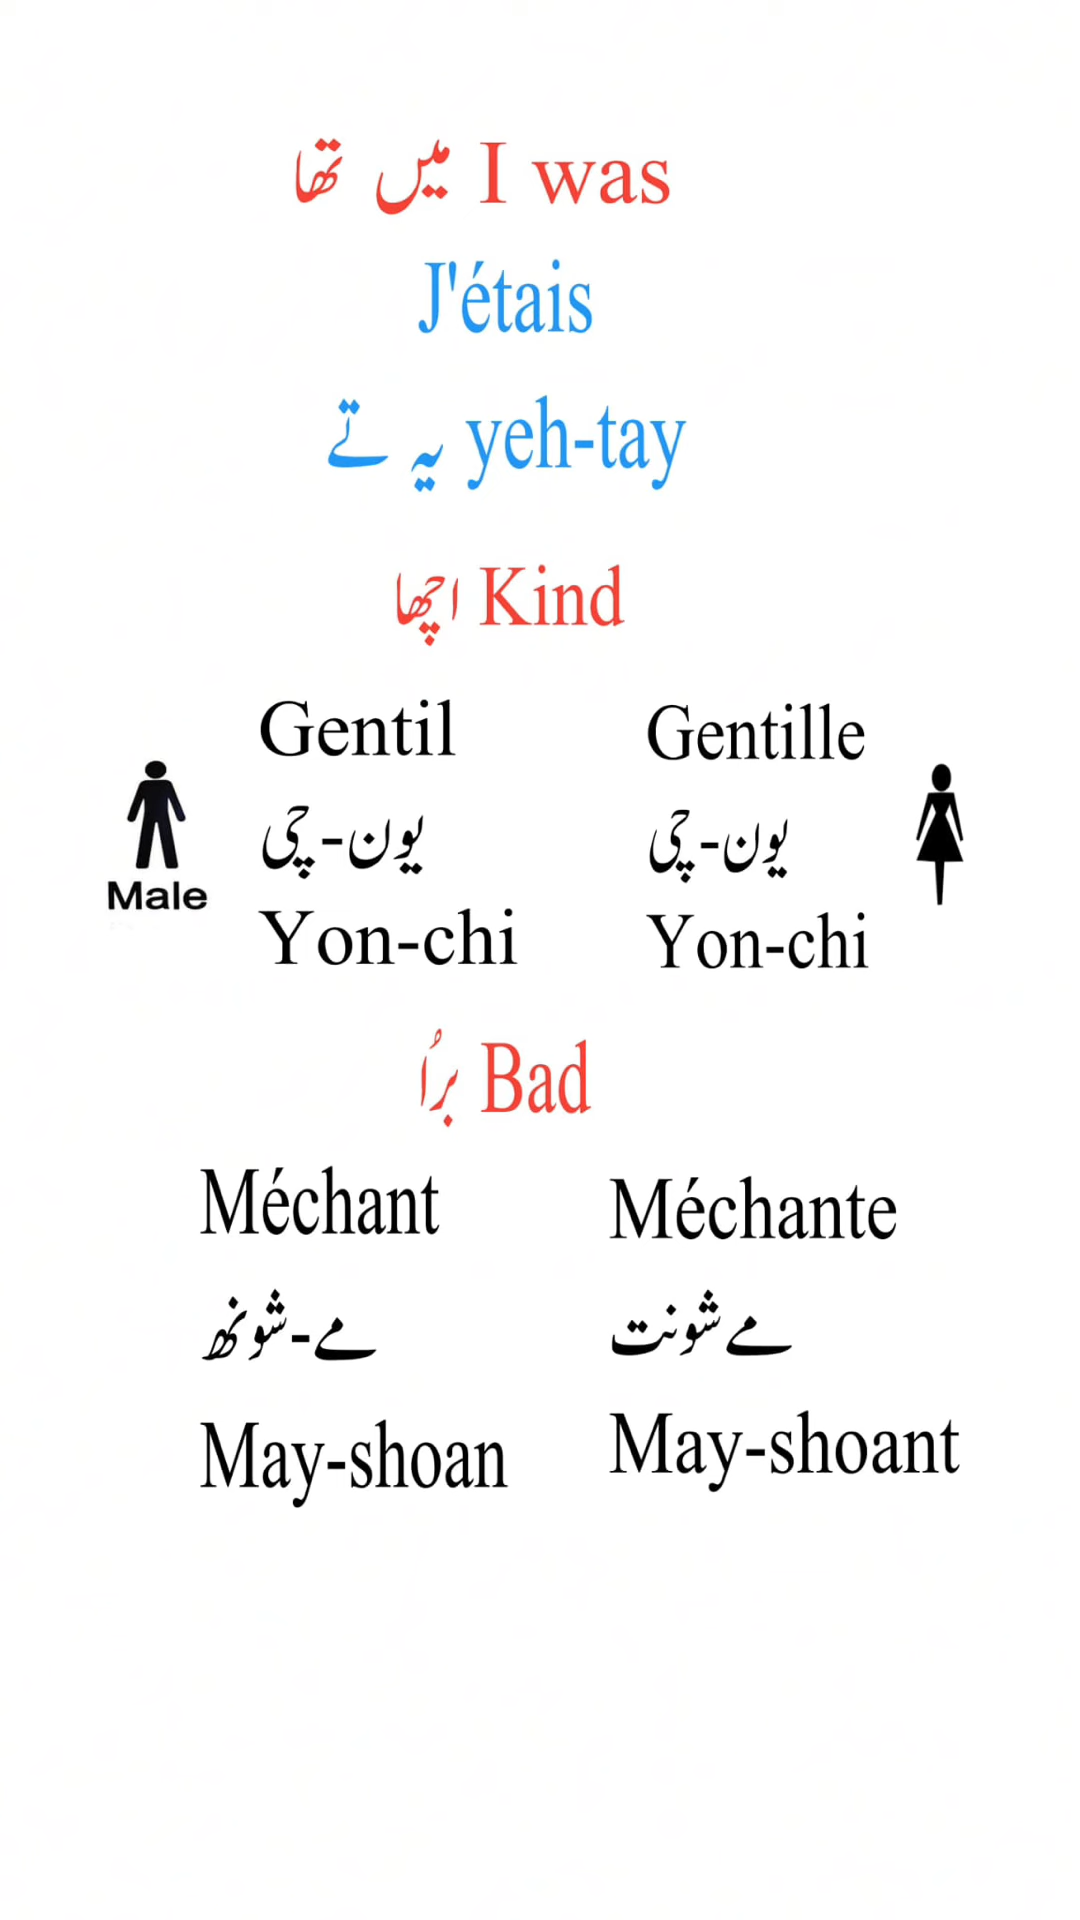 میں تھا I was
J'étais
یہ تے yeh-tay
اچھا Kind
Gentil
Gentille
یون-چی
یون-چی
Male
Yon-chi
Yon-chi
براُ Bad
Méchant
Méchante
مے-شونھ
مے شونت
May-shoan
May-shoant